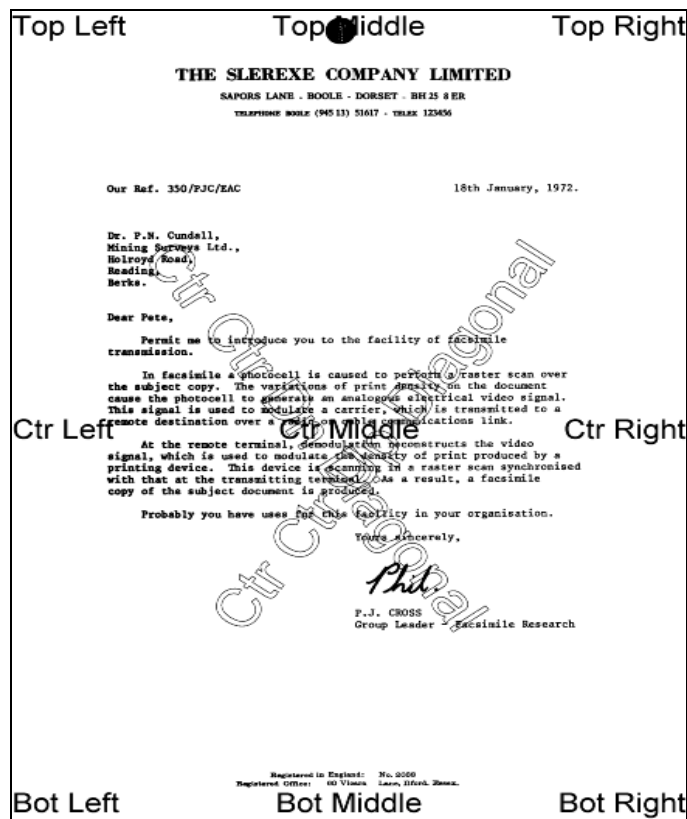 Top Left Top Middle Top Right
THE SLEREXE COMPANY LIMITED
SAPORS LANE - BOOLE - DORSET - BH 25 8 ER
TELEPHONE BOOLE (945 13) 51617 - TELEX 123456
Our Ref. 350/PJC/EAC 18th January, 1972.
Dr. P.N. Cundall,
Mining Surveys Ltd.,
Holroyd Road,
Reading,
Berks.
Dear Pete,
Permit me to introduce you to the facility of facsimile
transmission.
In facsimile a photocell is caused to perform a raster scan over
the subject copy. The variations of print density on the document
cause the photocell to generate an analogous electrical video signal.
This signal is used to modulate a carrier, which is transmitted to a
remote destination over a radio or cable communications link.
Ctr Left Ctr Middle Ctr Right
At the remote terminal, demodulation reconstructs the video
signal, which is used to modulate the density of print produced by a
printing device. This device is scanning in a raster scan synchronised
with that at the transmitting terminal. As a result, a facsimile
copy of the subject document is produced.
Probably you have uses for this facility in your organisation.
Yours sincerely,
Phil.
P.J. CROSS
Group Leader - Facsimile Research
Ctr Ctr Diagonal
Ctr Ctr Diagonal
Registered in England: No. 2038
Registered Office: 60 Vicara Lane, Ilford. Essex.
Bot Left Bot Middle Bot Right